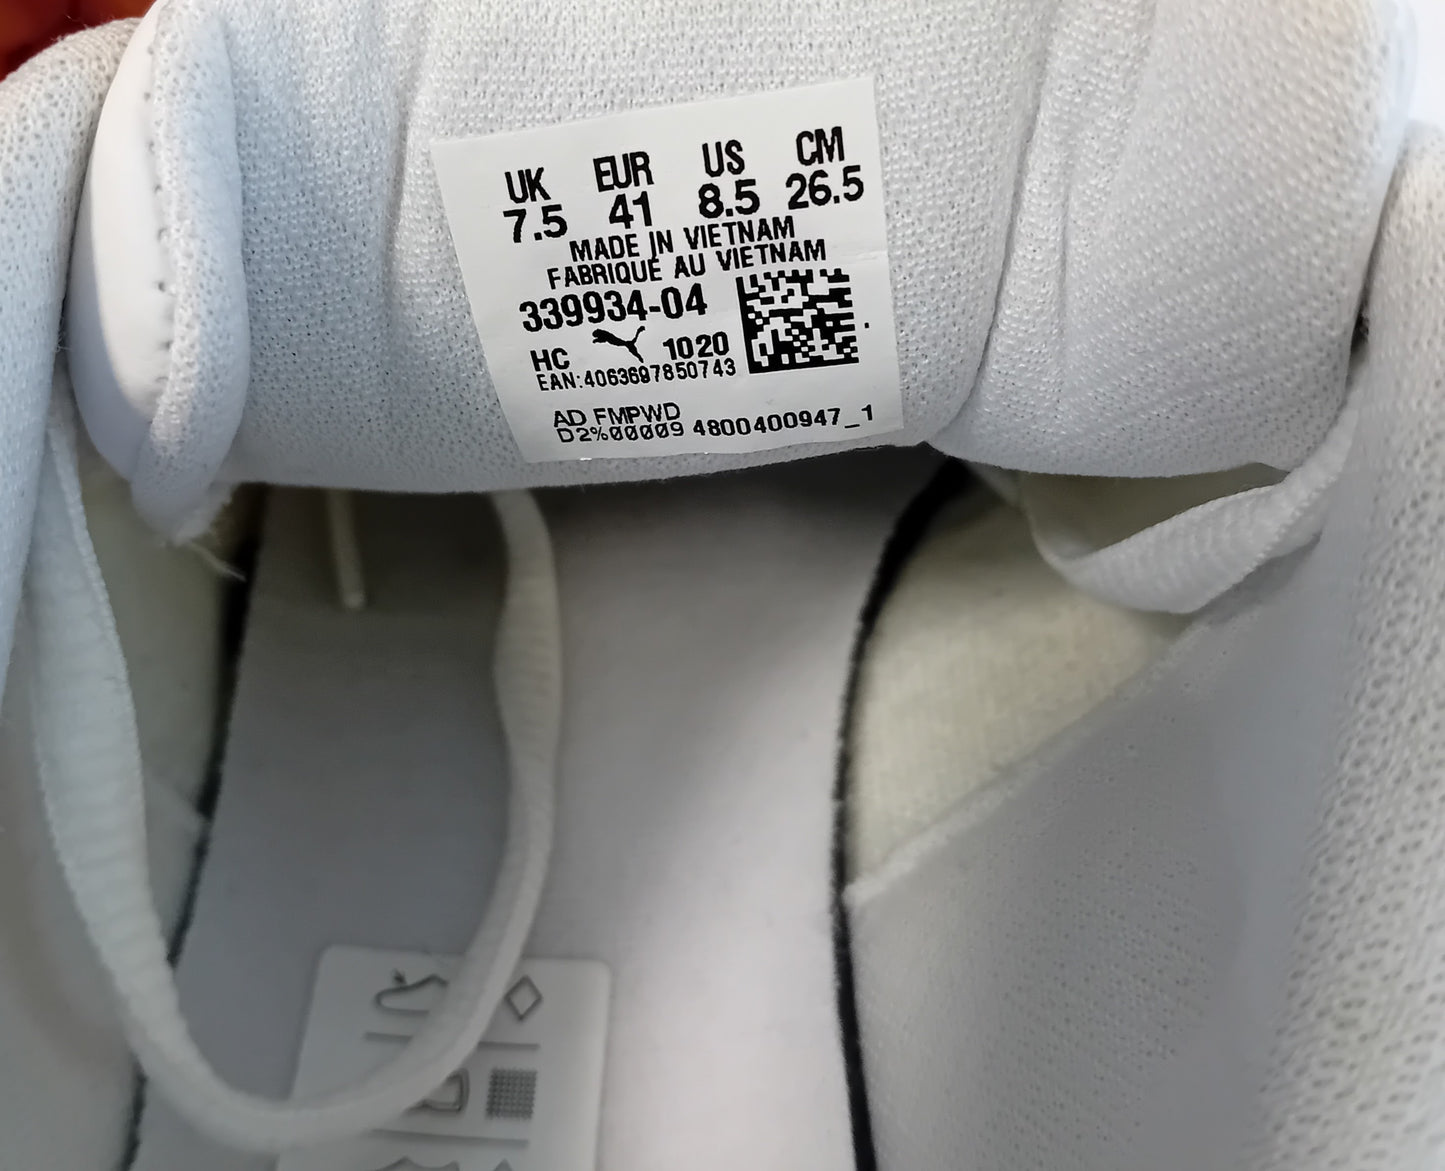 UK EUR US CM
7.5 41 8.5 26.5
MADE IN VIETNAM
FABRIQUÉ AU VIETNAM
339934-04
HC 1020
EAN:4063697850743
AD FMPWD
D2%00009 4800400947_1